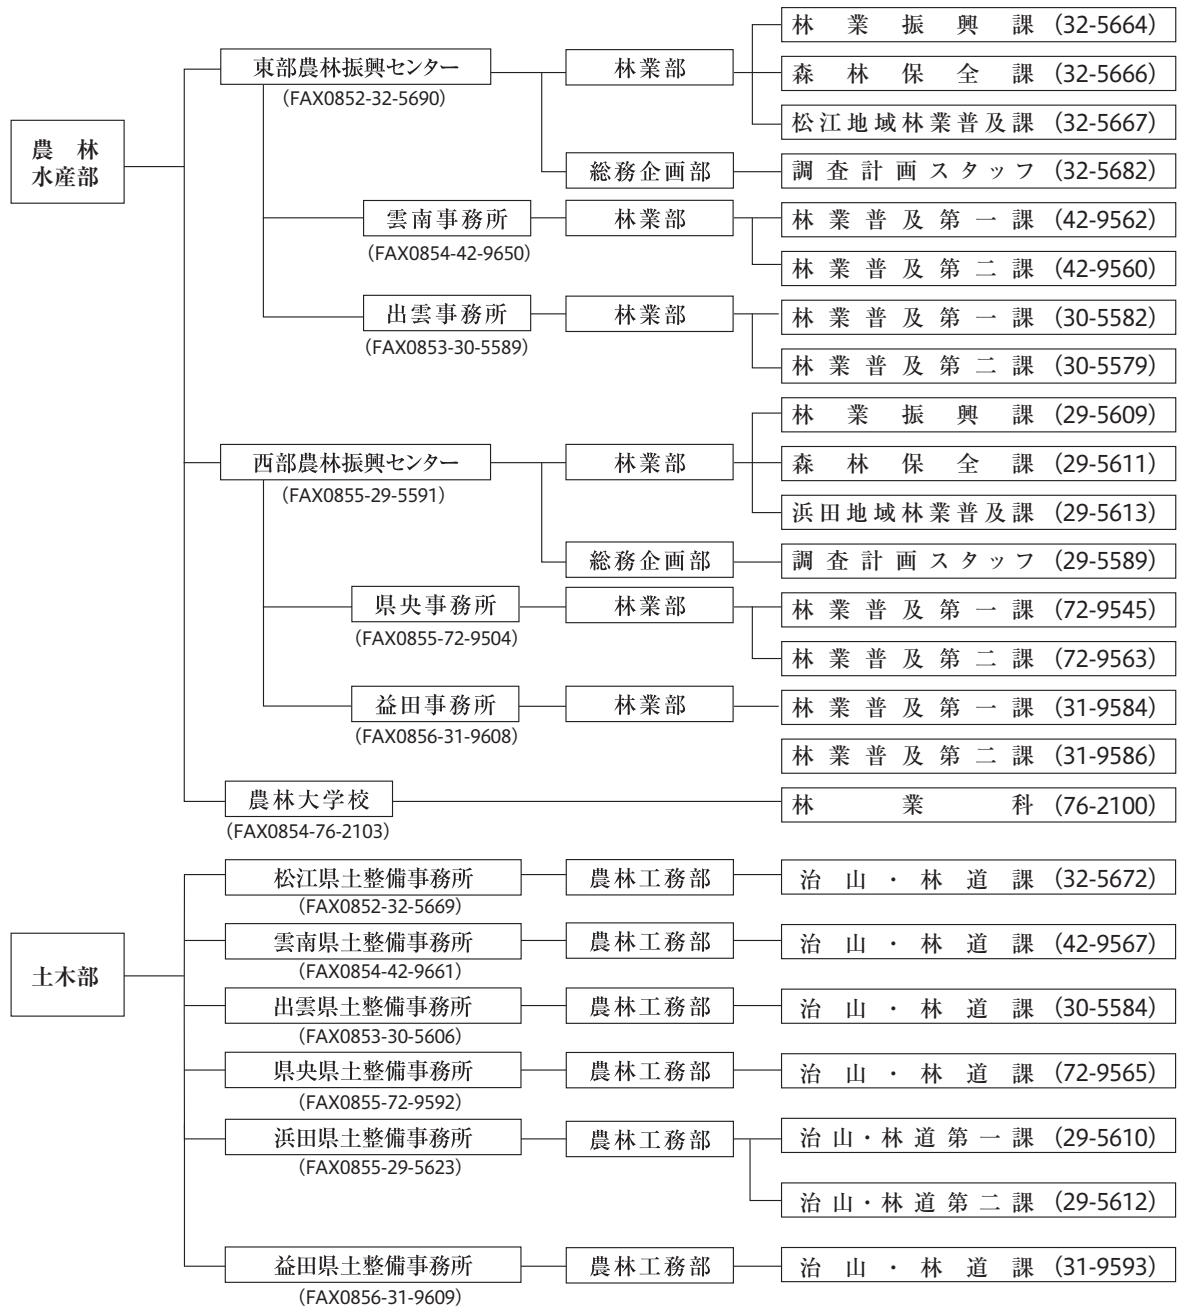 林業振興課（32-5664）
東部農林振興センター 林業部 森林保全課（32-5666）
（FAX0852-32-5690）
松江地域林業普及課（32-5667）
農林
水産部
総務企画部 調査計画スタッフ（32-5682）
雲南事務所 林業部 林業普及第一課（42-9562）
（FAX0854-42-9650）
林業普及第二課（42-9560）
出雲事務所 林業部 林業普及第一課（30-5582）
（FAX0853-30-5589）
林業普及第二課（30-5579）
林業振興課（29-5609）
西部農林振興センター 林業部 森林保全課（29-5611）
（FAX0855-29-5591）
浜田地域林業普及課（29-5613）
総務企画部 調査計画スタッフ（29-5589）
県央事務所 林業部 林業普及第一課（72-9545）
（FAX0855-72-9504）
林業普及第二課（72-9563）
益田事務所 林業部 林業普及第一課（31-9584）
（FAX0856-31-9608）
林業普及第二課（31-9586）
農林大学校 林業科（76-2100）
（FAX0854-76-2103）
松江県土整備事務所 農林工務部 治山・林道課（32-5672）
（FAX0852-32-5669）
雲南県土整備事務所 農林工務部 治山・林道課（42-9567）
（FAX0854-42-9661）
土木部
出雲県土整備事務所 農林工務部 治山・林道課（30-5584）
（FAX0853-30-5606）
県央県土整備事務所 農林工務部 治山・林道課（72-9565）
（FAX0855-72-9592）
浜田県土整備事務所 農林工務部 治山・林道第一課（29-5610）
（FAX0855-29-5623）
治山・林道第二課（29-5612）
益田県土整備事務所 農林工務部 治山・林道課（31-9593）
（FAX0856-31-9609）